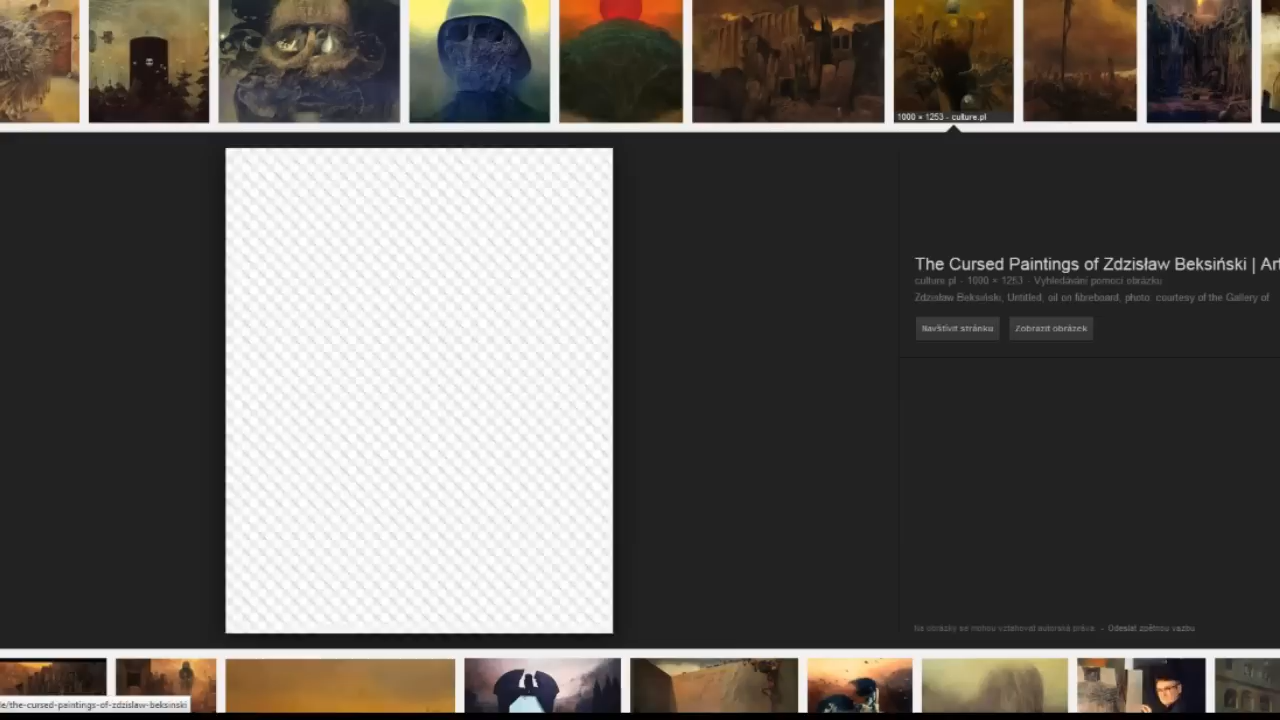 1000 × 1253 - culture.pl
The Cursed Paintings of Zdzisław Beksiński | Art
culture.pl - 1000 × 1253 - Vyhledávání pomocí obrázku
Zdzisław Beksiński, Untitled, oil on fibreboard, photo: courtesy of the Gallery of
Navštívit stránku
Zobrazit obrázek
Na obrázky se mohou vztahovat autorská práva. - Odeslat zpětnou vazbu
le/the-cursed-paintings-of-zdzislaw-beksinski